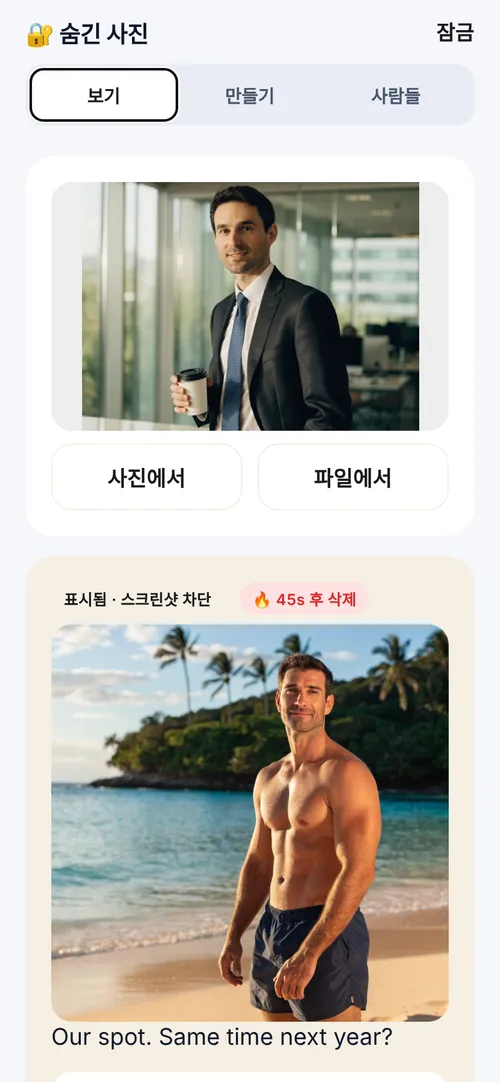 🔐 숨긴 사진
잠금
보기
만들기
사람들
사진에서
파일에서
표시됨 · 스크린샷 차단
🔥 45s 후 삭제
Our spot. Same time next year?